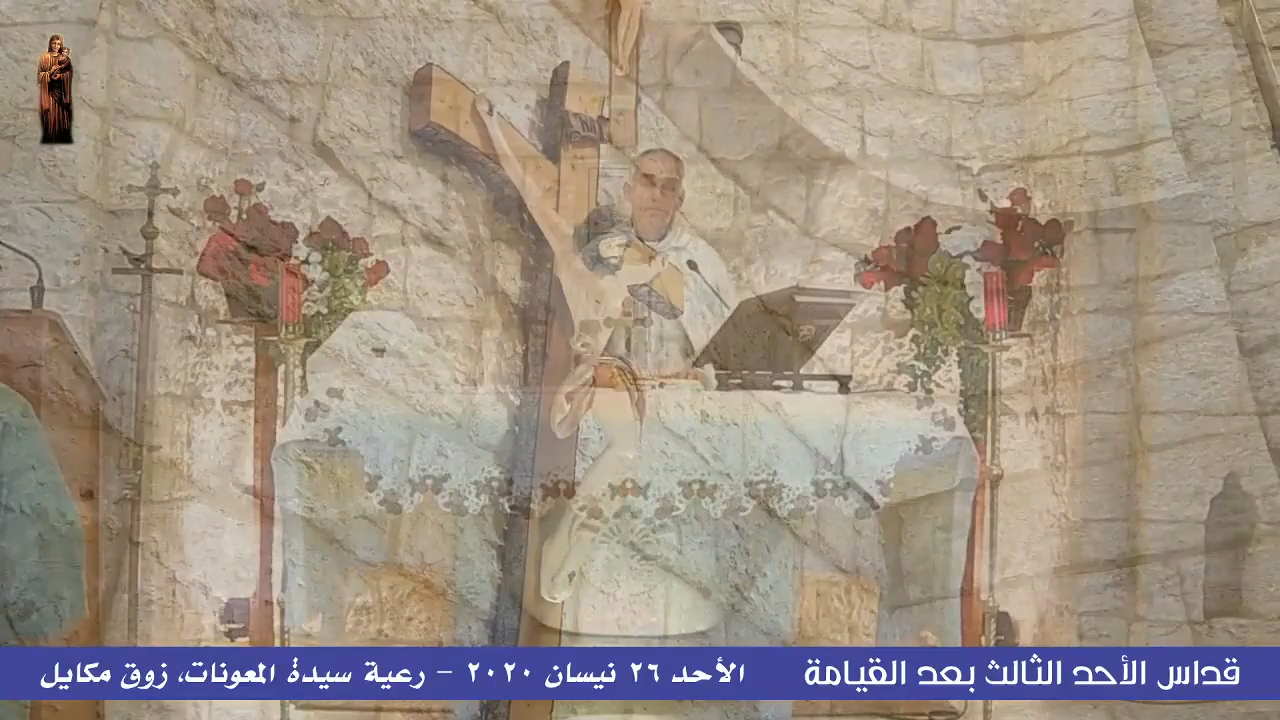 قداس الأحد الثالث بعد القيامة الأحد ٢٦ نيسان ٢٠٢٠ - رعية سيدة المعونات، زوق مكايل